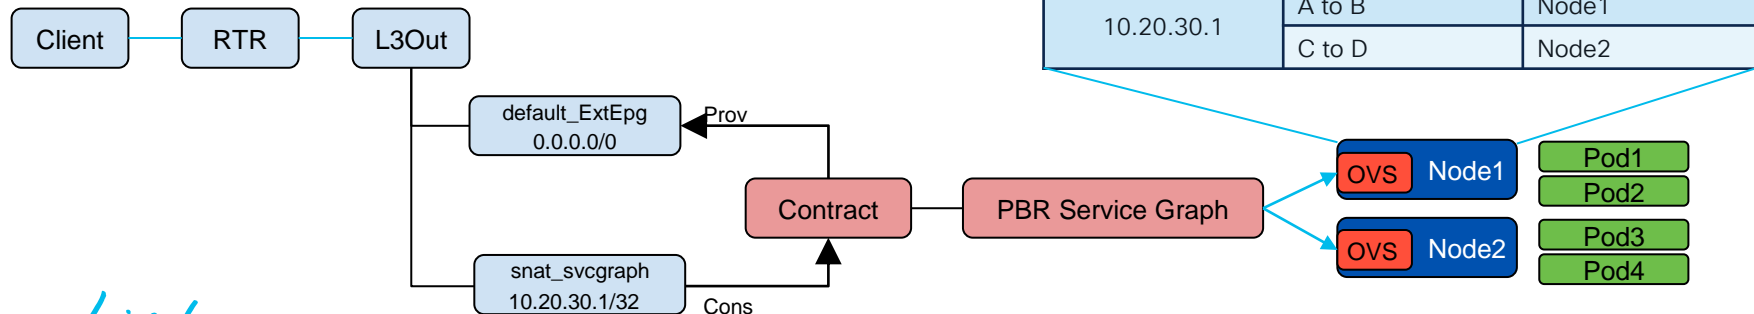 A to B Node1
10.20.30.1
C to D Node2
Client RTR L3Out
default_ExtEpg
0.0.0.0/0
Prov
Contract
PBR Service Graph
snat_svcgraph
10.20.30.1/32
Cons
OVS Node1
OVS Node2
Pod1
Pod2
Pod3
Pod4